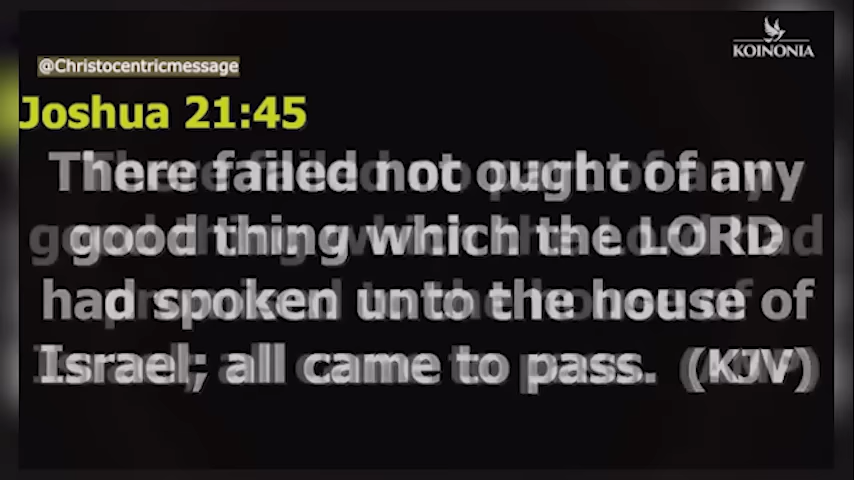 KOINONIA
@Christocentricmessage
Joshua 21:45
There failed not ought of any
good thing which the LORD
had spoken unto the house of
Israel; all came to pass. (KJV)